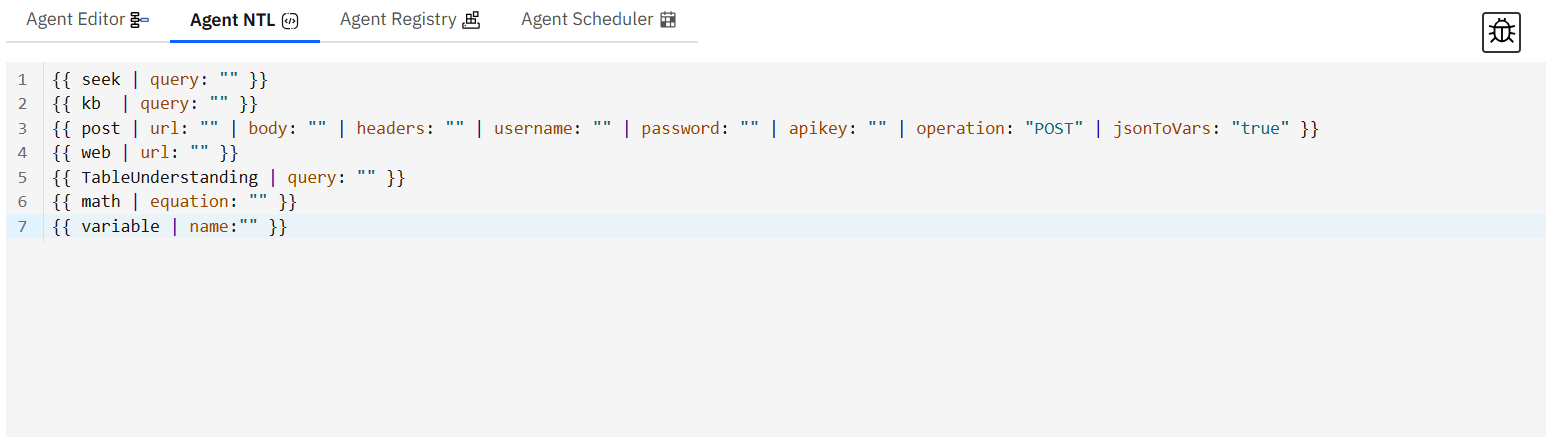 Agent Editor Agent NTL Agent Registry Agent Scheduler
1 {{ seek | query: "" }}
2 {{ kb  | query: "" }}
3 {{ post | url: "" | body: "" | headers: "" | username: "" | password: "" | apikey: "" | operation: "POST" | jsonToVars: "true" }}
4 {{ web | url: "" }}
5 {{ TableUnderstanding | query: "" }}
6 {{ math | equation: "" }}
7 {{ variable | name:"" }}